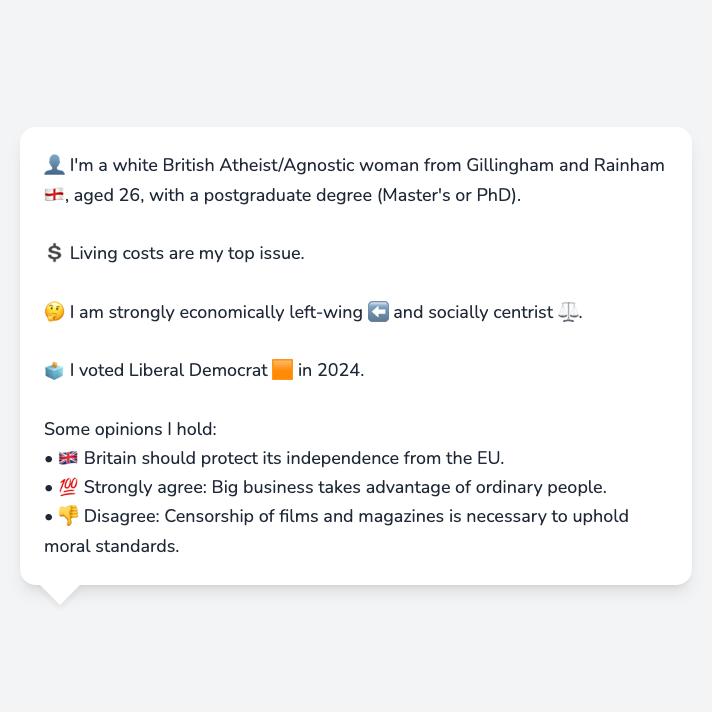 👤 I'm a white British Atheist/Agnostic woman from Gillingham and Rainham
🏴󠁧󠁢󠁥󠁮󠁧󠁿, aged 26, with a postgraduate degree (Master's or PhD).
💲 Living costs are my top issue.
🤔 I am strongly economically left-wing ⬅️ and socially centrist ⚖️.
🗳️ I voted Liberal Democrat 🟧 in 2024.
Some opinions I hold:
• 🇬🇧 Britain should protect its independence from the EU.
• 💯 Strongly agree: Big business takes advantage of ordinary people.
• 👎 Disagree: Censorship of films and magazines is necessary to uphold
moral standards.